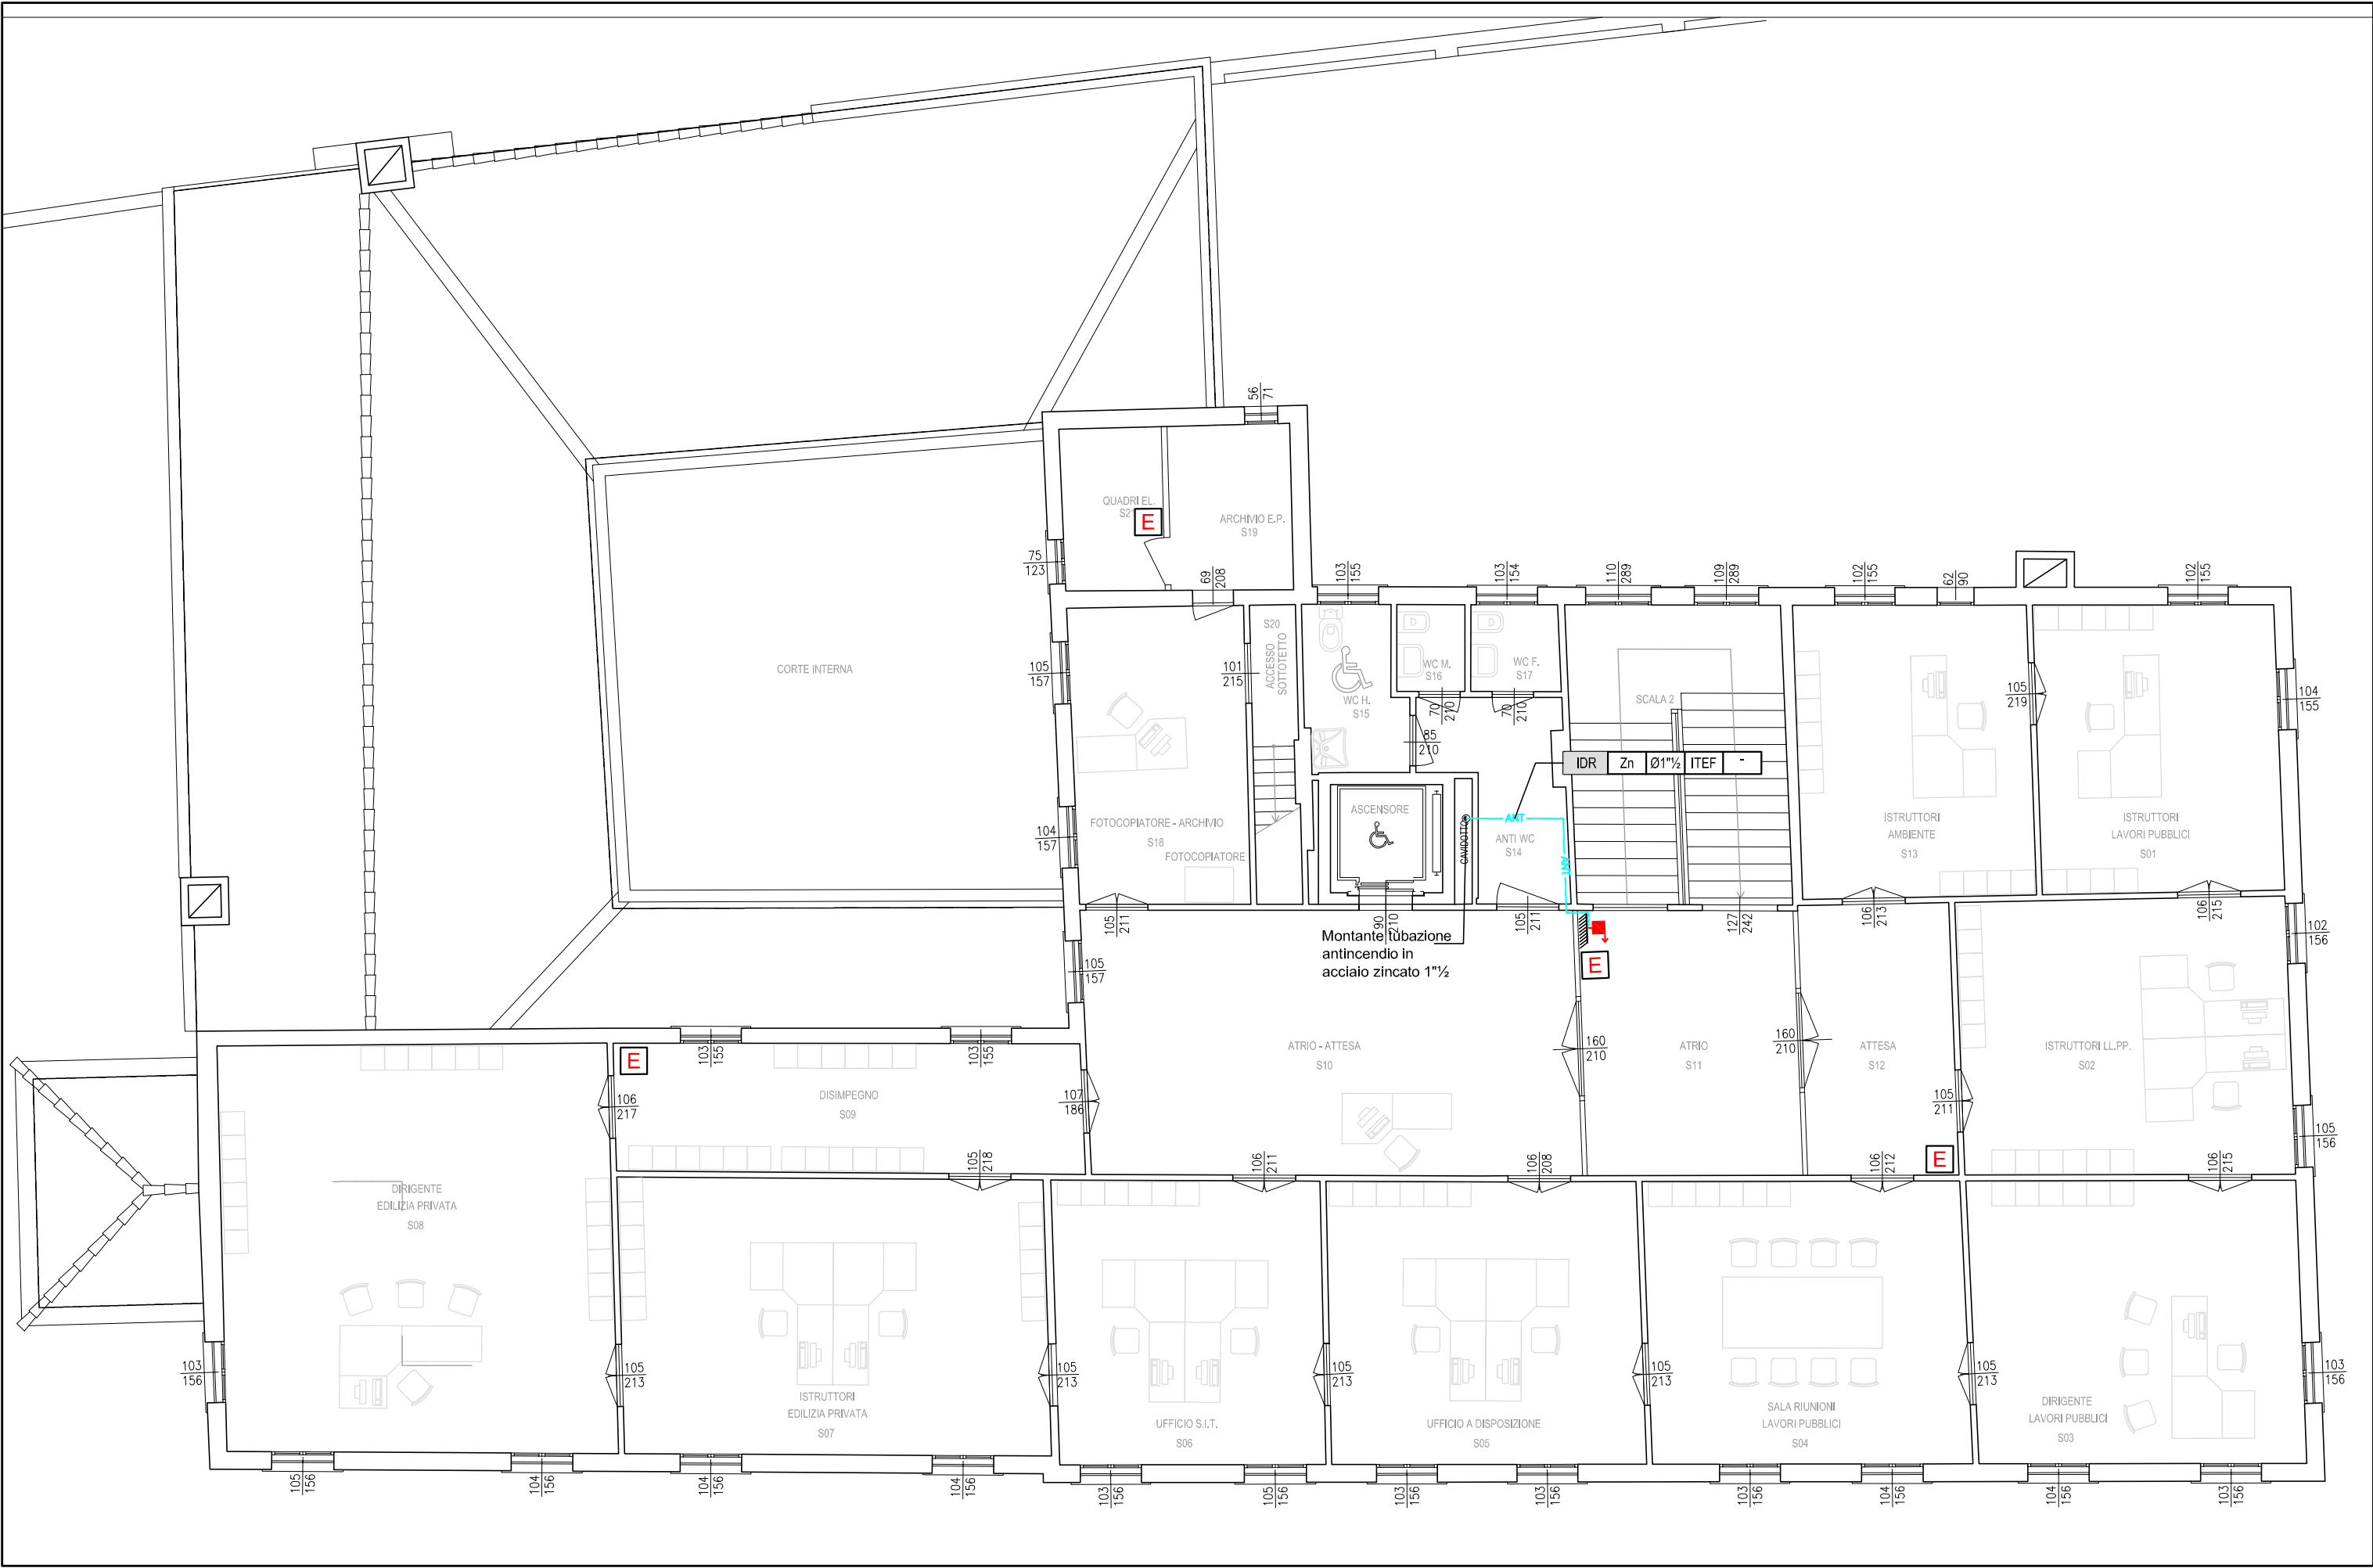 56
71
QUADRI EL.
S21
E
ARCHIVIO E.P.
S19
75
123
69
208
103
155
103
154
110
289
109
289
102
155
62
90
102
155
CORTE INTERNA
105
157
101
215
S20
ACCESSO
SOTTOTETTO
WC H.
S15
WC M.
S16
WC F.
S17
70
210
70
210
85
210
SCALA 2
105
219
104
155
IDR Zn Ø1"½ ITEF -
104
157
FOTOCOPIATORE - ARCHIVIO
S18
FOTOCOPIATORE
ASCENSORE
CAVIDOTTO
ANT
ANT
ANTI WC
S14
ISTRUTTORI
AMBIENTE
S13
ISTRUTTORI
LAVORI PUBBLICI
S01
105
211
90
210
105
211
127
242
106
213
106
215
Montante tubazione
antincendio in
acciaio zincato 1"½
E
105
157
102
156
ATRIO - ATTESA
S10
160
210
ATRIO
S11
160
210
ATTESA
S12
ISTRUTTORI LL.PP.
S02
E
103
155
103
155
106
217
DISIMPEGNO
S09
107
186
105
211
105
156
105
218
106
211
106
208
106
212
E
106
215
DIRIGENTE
EDILIZIA PRIVATA
S08
103
156
105
213
ISTRUTTORI
EDILIZIA PRIVATA
S07
105
213
UFFICIO S.I.T.
S06
105
213
UFFICIO A DISPOSIZIONE
S05
105
213
SALA RIUNIONI
LAVORI PUBBLICI
S04
105
213
DIRIGENTE
LAVORI PUBBLICI
S03
103
156
105
156
104
156
104
156
104
156
103
156
105
156
103
156
103
156
103
156
104
156
104
156
103
156